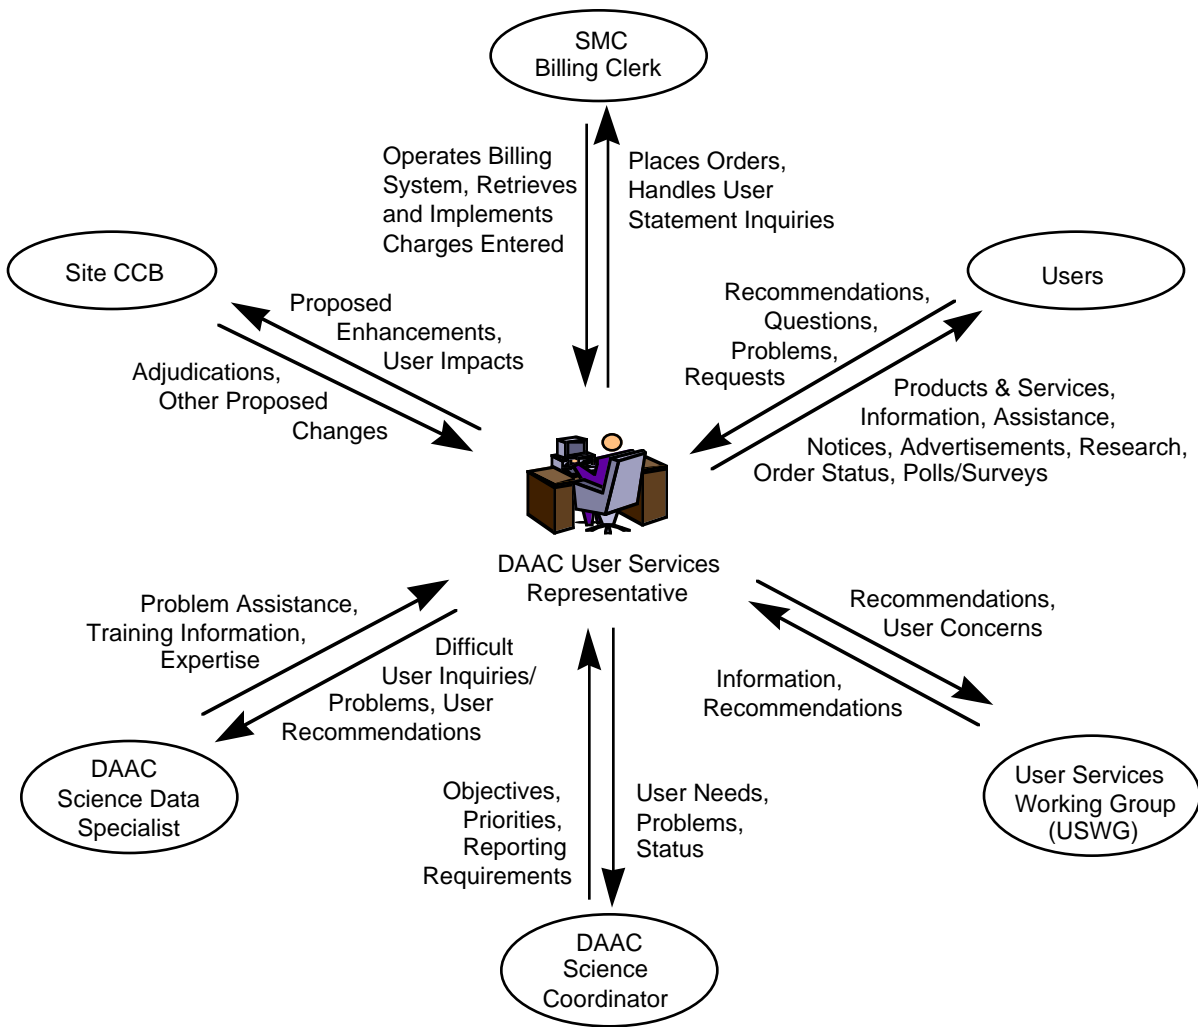 SMC
Billing Clerk
Operates Billing
System, Retrieves
and Implements
Charges Entered
Places Orders,
Handles User
Statement Inquiries
Site CCB
Users
Proposed
Enhancements,
User Impacts
Adjudications,
Other Proposed
Changes
Recommendations,
Questions,
Problems,
Requests
Products & Services,
Information, Assistance,
Notices, Advertisements, Research,
Order Status, Polls/Surveys
DAAC User Services
Representative
Problem Assistance,
Training Information,
Expertise
Difficult
User Inquiries/
Problems, User
Recommendations
Recommendations,
User Concerns
Information,
Recommendations
DAAC
Science Data
Specialist
Objectives,
Priorities,
Reporting
Requirements
User Needs,
Problems,
Status
User Services
Working Group
(USWG)
DAAC
Science
Coordinator